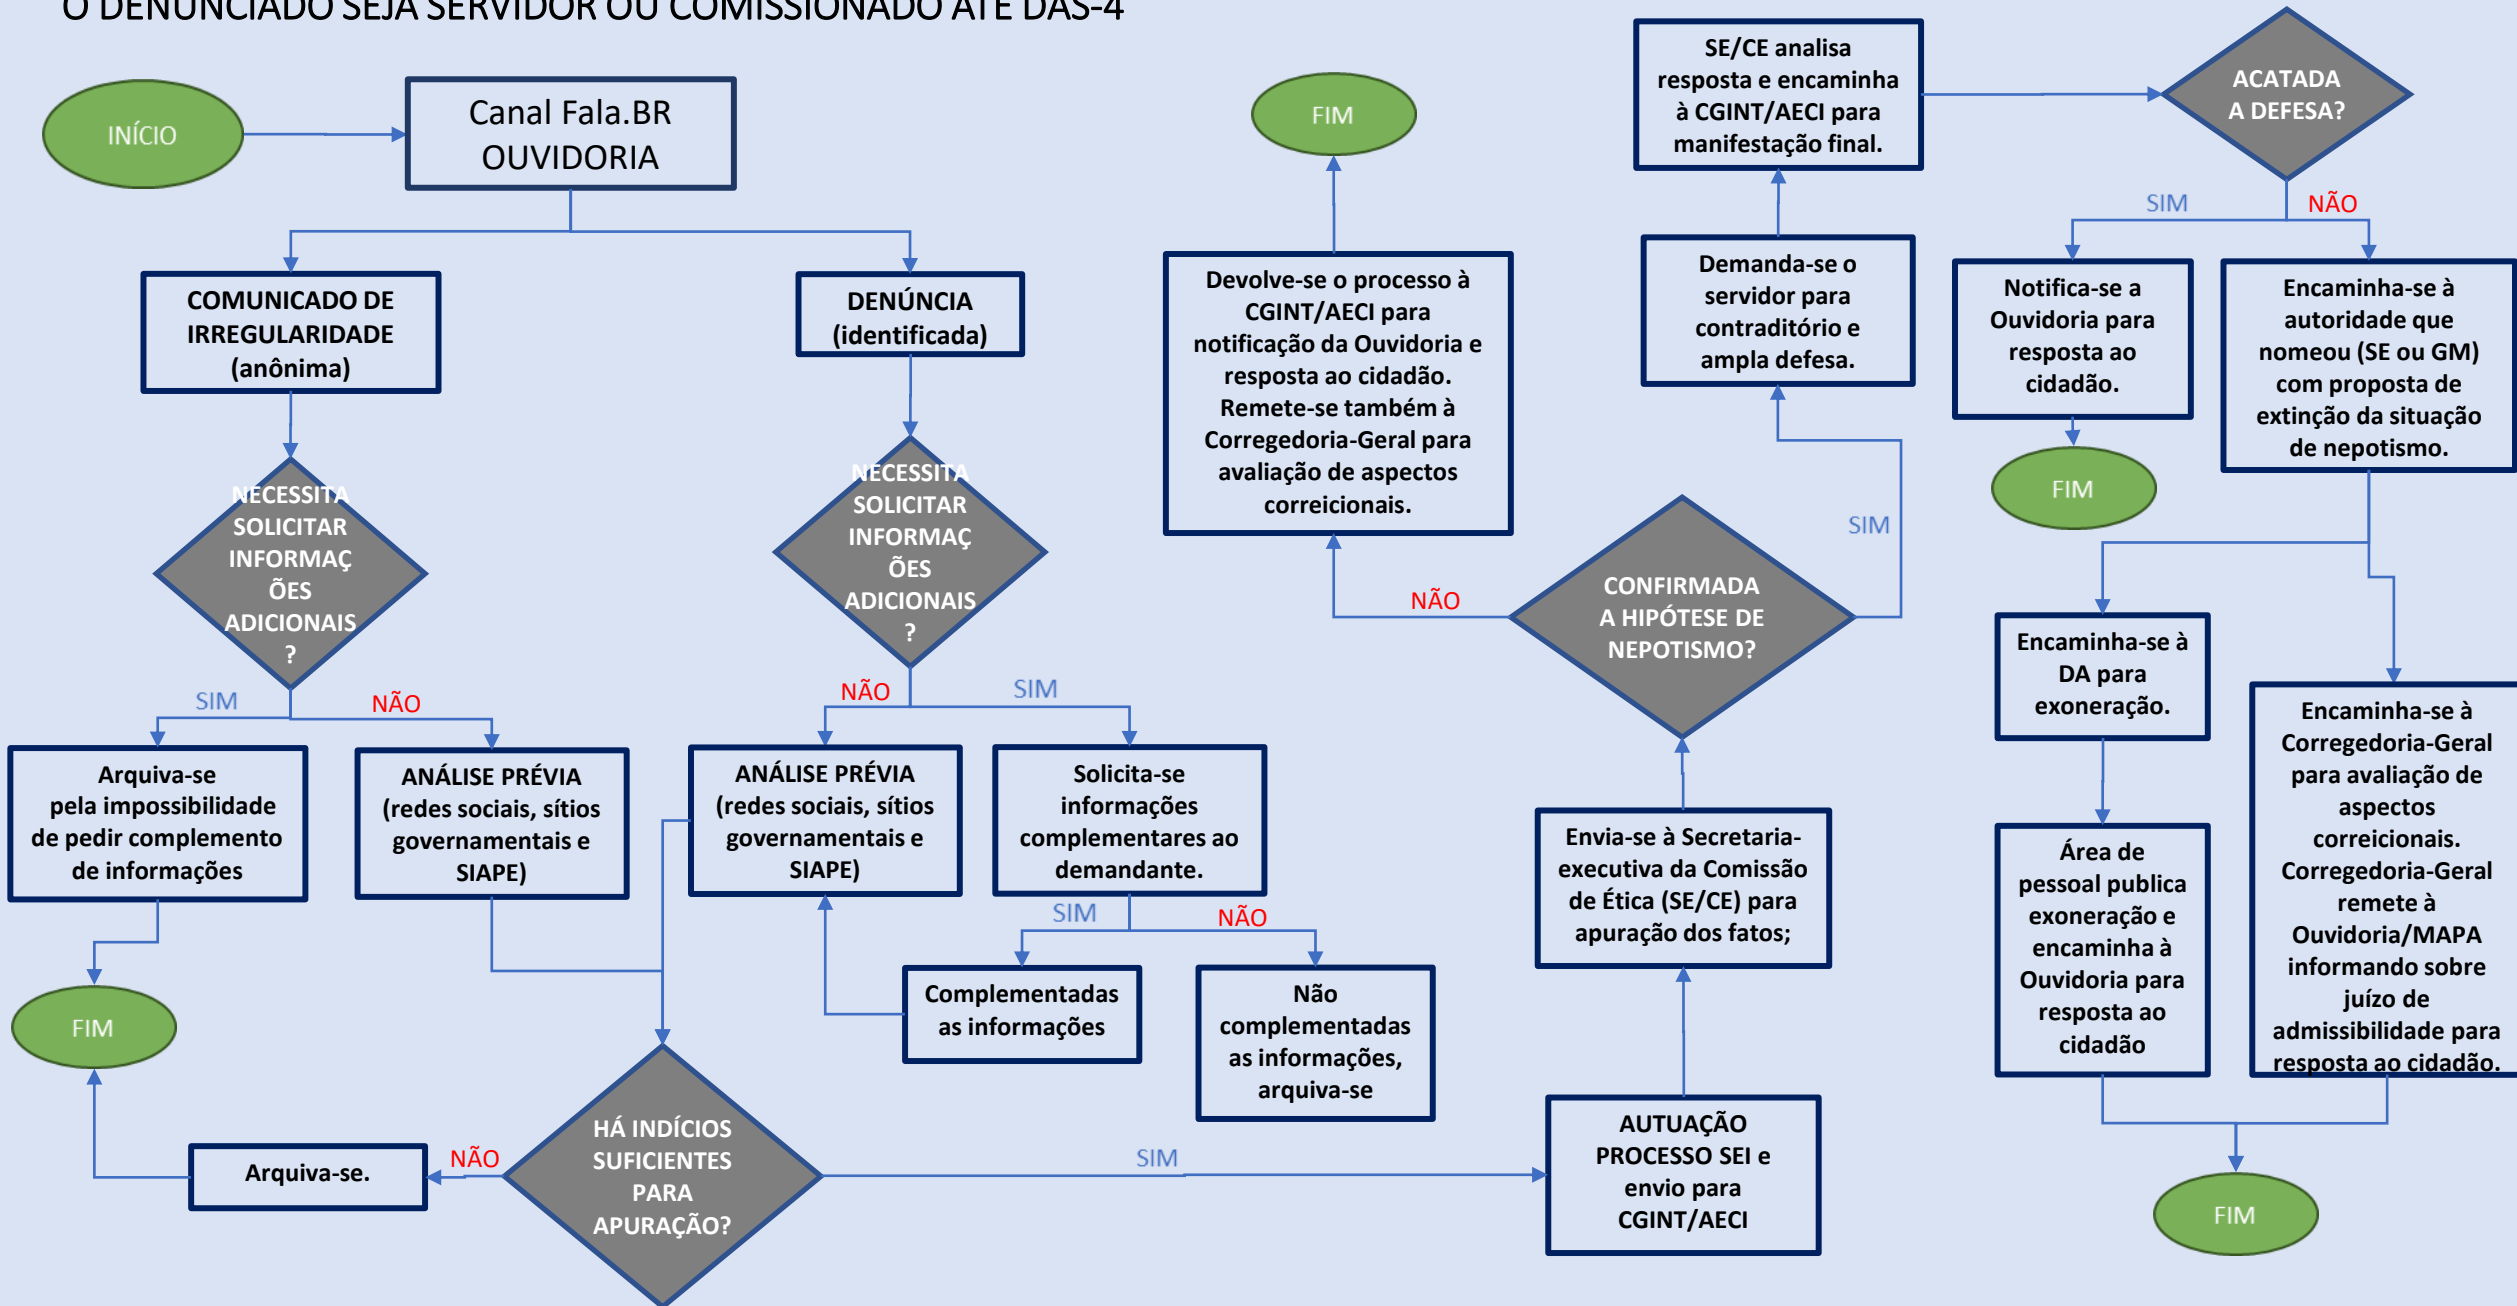 O DENUNCIADO SEJA SERVIDOR OU COMISSIONADO ATÉ DAS-4
INÍCIO
Canal Fala.BR
OUVIDORIA
COMUNICADO DE
IRREGULARIDADE
(anônima)
DENÚNCIA
(identificada)
NECESSITA
SOLICITAR
INFORMAÇ
ÕES
ADICIONAIS
?
NECESSITA
SOLICITAR
INFORMAÇ
ÕES
ADICIONAIS
?
SIM
NÃO
NÃO
SIM
Arquiva-se
pela impossibilidade
de pedir complemento
de informações
ANÁLISE PRÉVIA
(redes sociais, sítios
governamentais e
SIAPE)
ANÁLISE PRÉVIA
(redes sociais, sítios
governamentais e
SIAPE)
Solicita-se
informações
complementares ao
demandante.
SIM
NÃO
Complementadas
as informações
Não
complementadas
as informações,
arquiva-se
FIM
HÁ INDÍCIOS
SUFICIENTES
PARA
APURAÇÃO?
NÃO
Arquiva-se.
SIM
AUTUAÇÃO
PROCESSO SEI e
envio para
CGINT/AECI
Envia-se à Secretaria-
executiva da Comissão
de Ética (SE/CE) para
apuração dos fatos;
CONFIRMADA
A HIPÓTESE DE
NEPOTISMO?
NÃO
SIM
Devolve-se o processo à
CGINT/AECI para
notificação da Ouvidoria e
resposta ao cidadão.
Remete-se também à
Corregedoria-Geral para
avaliação de aspectos
correicionais.
FIM
Demanda-se o
servidor para
contraditório e
ampla defesa.
SE/CE analisa
resposta e encaminha
à CGINT/AECI para
manifestação final.
ACATADA
A DEFESA?
SIM
NÃO
Notifica-se a
Ouvidoria para
resposta ao
cidadão.
FIM
Encaminha-se à
autoridade que
nomeou (SE ou GM)
com proposta de
extinção da situação
de nepotismo.
Encaminha-se à
DA para
exoneração.
Área de
pessoal publica
exoneração e
encaminha à
Ouvidoria para
resposta ao
cidadão
Encaminha-se à
Corregedoria-Geral
para avaliação de
aspectos
correicionais.
Corregedoria-Geral
remete à
Ouvidoria/MAPA
informando sobre
juízo de
admissibilidade para
resposta ao cidadão.
FIM